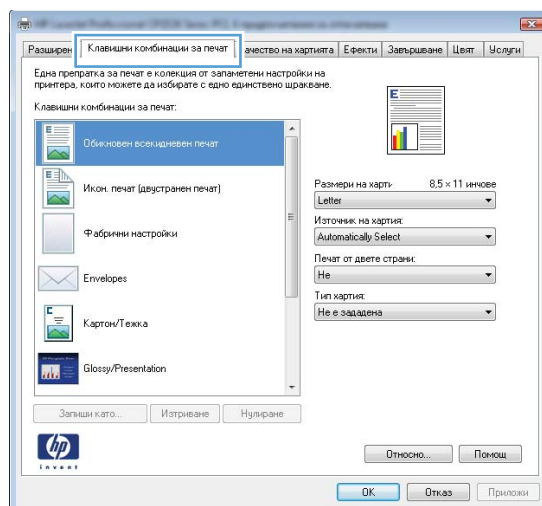 Разширен
Клавишни комбинации за печат
ачество на хартията
Ефекти
Завършване
Цвят
Услуги
Една препратка за печат е колекция от запаметени настройки на
принтера, които можете да избирате с едно единствено щракване.
Клавишни комбинации за печат:
Обикновен всекидневен печат
Икон. печат (двустранен печат)
Фабрични настройки
Envelopes
Картон/Тежка
Glossy/Presentation
Запиши като...
Изтриване
Нулиране
Размери на харти
8,5 × 11 инчове
Letter
Източник на хартия:
Automatically Select
Печат от двете страни:
Не
Тип хартия:
Не е зададена
hp
invent
Относно...
Помощ
OK
Отказ
Приложи